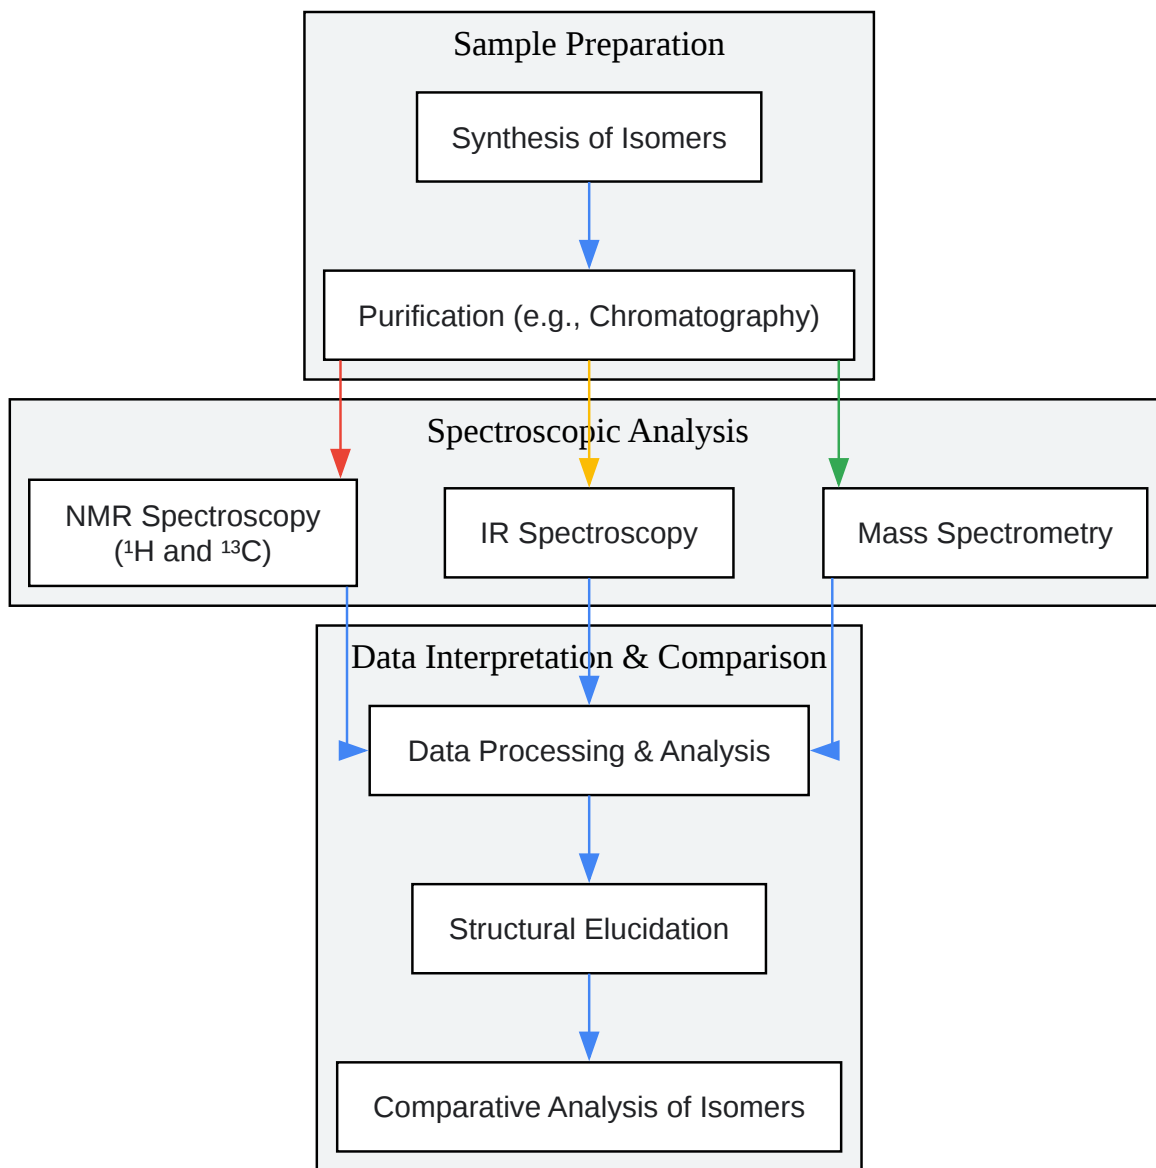 Sample Preparation
Synthesis of Isomers
Purification (e.g., Chromatography)
Spectroscopic Analysis
NMR Spectroscopy
(¹H and ¹³C)
IR Spectroscopy
Mass Spectrometry
Data Interpretation & Comparison
Data Processing & Analysis
Structural Elucidation
Comparative Analysis of Isomers